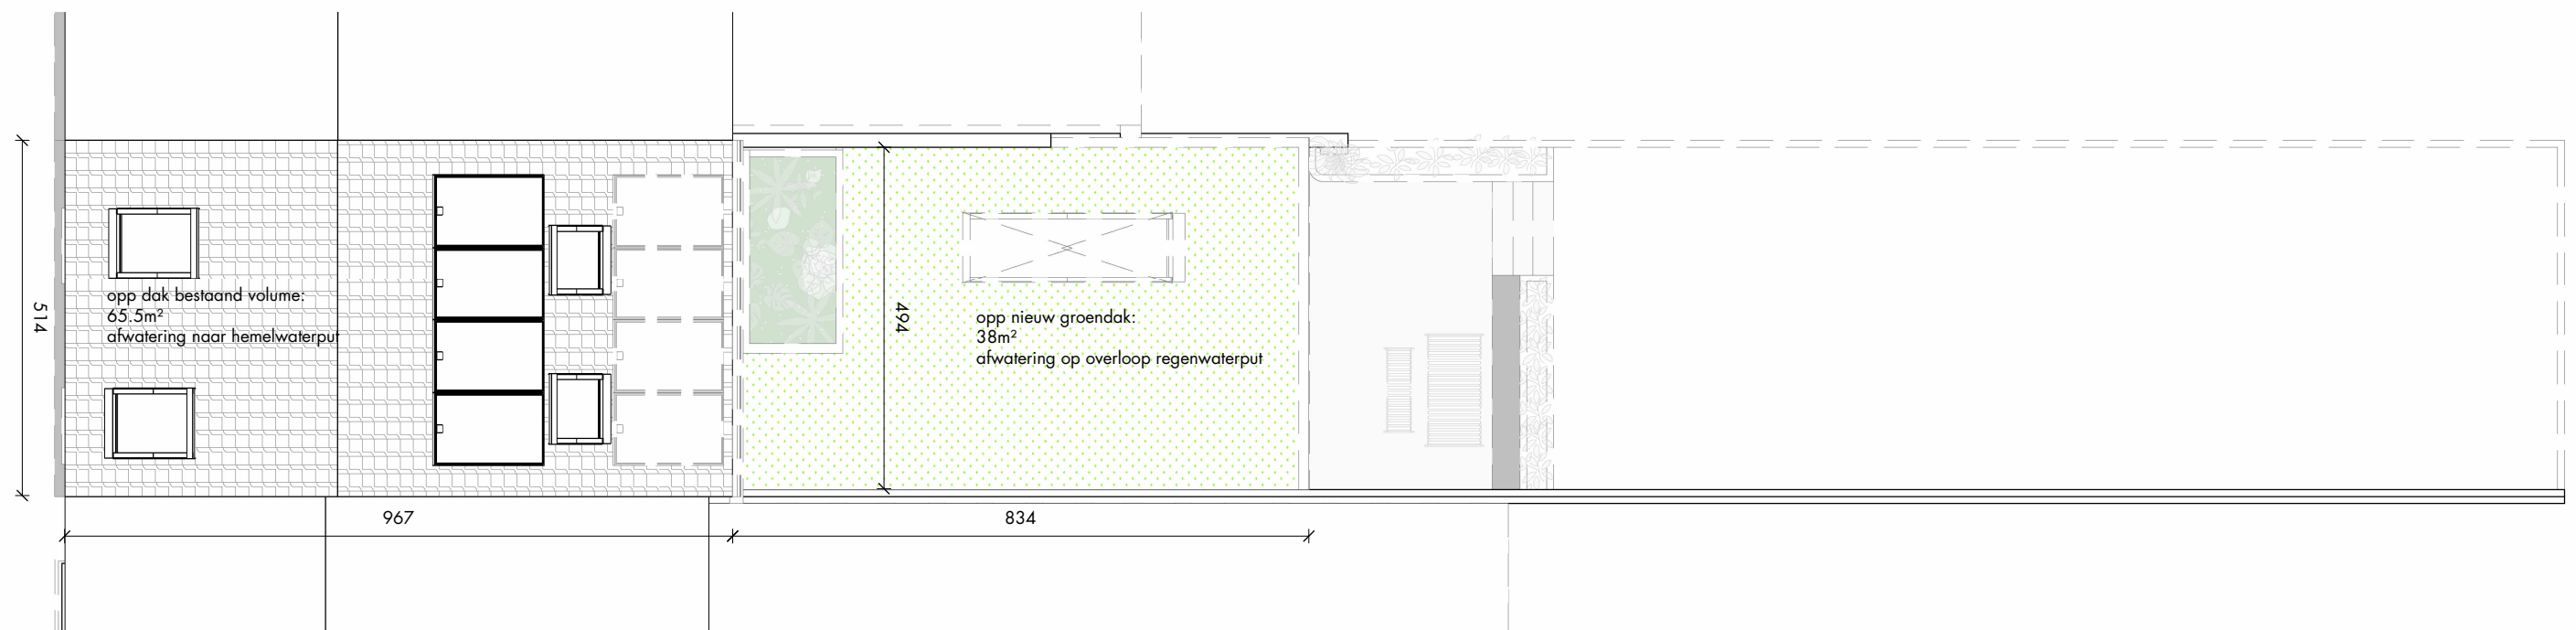 514
opp dak bestaand volume:
65.5m²
afwatering naar hemelwaterput
494
opp nieuw groendak:
38m²
afwatering op overloop regenwaterput
967
834